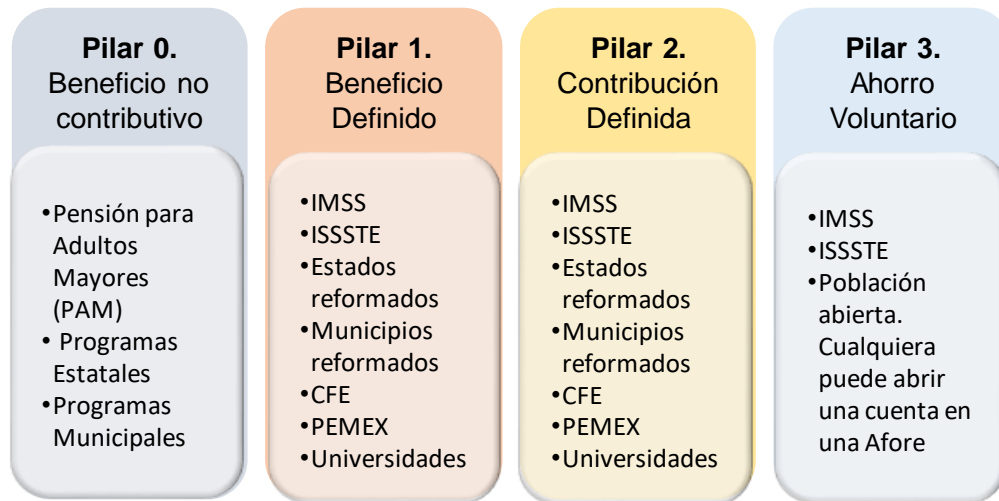 Pilar 0.
Beneficio no
contributivo
•Pensión para
Adultos
Mayores
(PAM)
• Programas
Estatales
•Programas
Municipales
Pilar 1.
Beneficio
Definido
•IMSS
•ISSSTE
•Estados
reformados
•Municipios
reformados
•CFE
•PEMEX
•Universidades
Pilar 2.
Contribución
Definida
•IMSS
•ISSSTE
•Estados
reformados
•Municipios
reformados
•CFE
•PEMEX
•Universidades
Pilar 3.
Ahorro
Voluntario
•IMSS
•ISSSTE
•Población
abierta.
Cualquiera
puede abrir
una cuenta en
una Afore